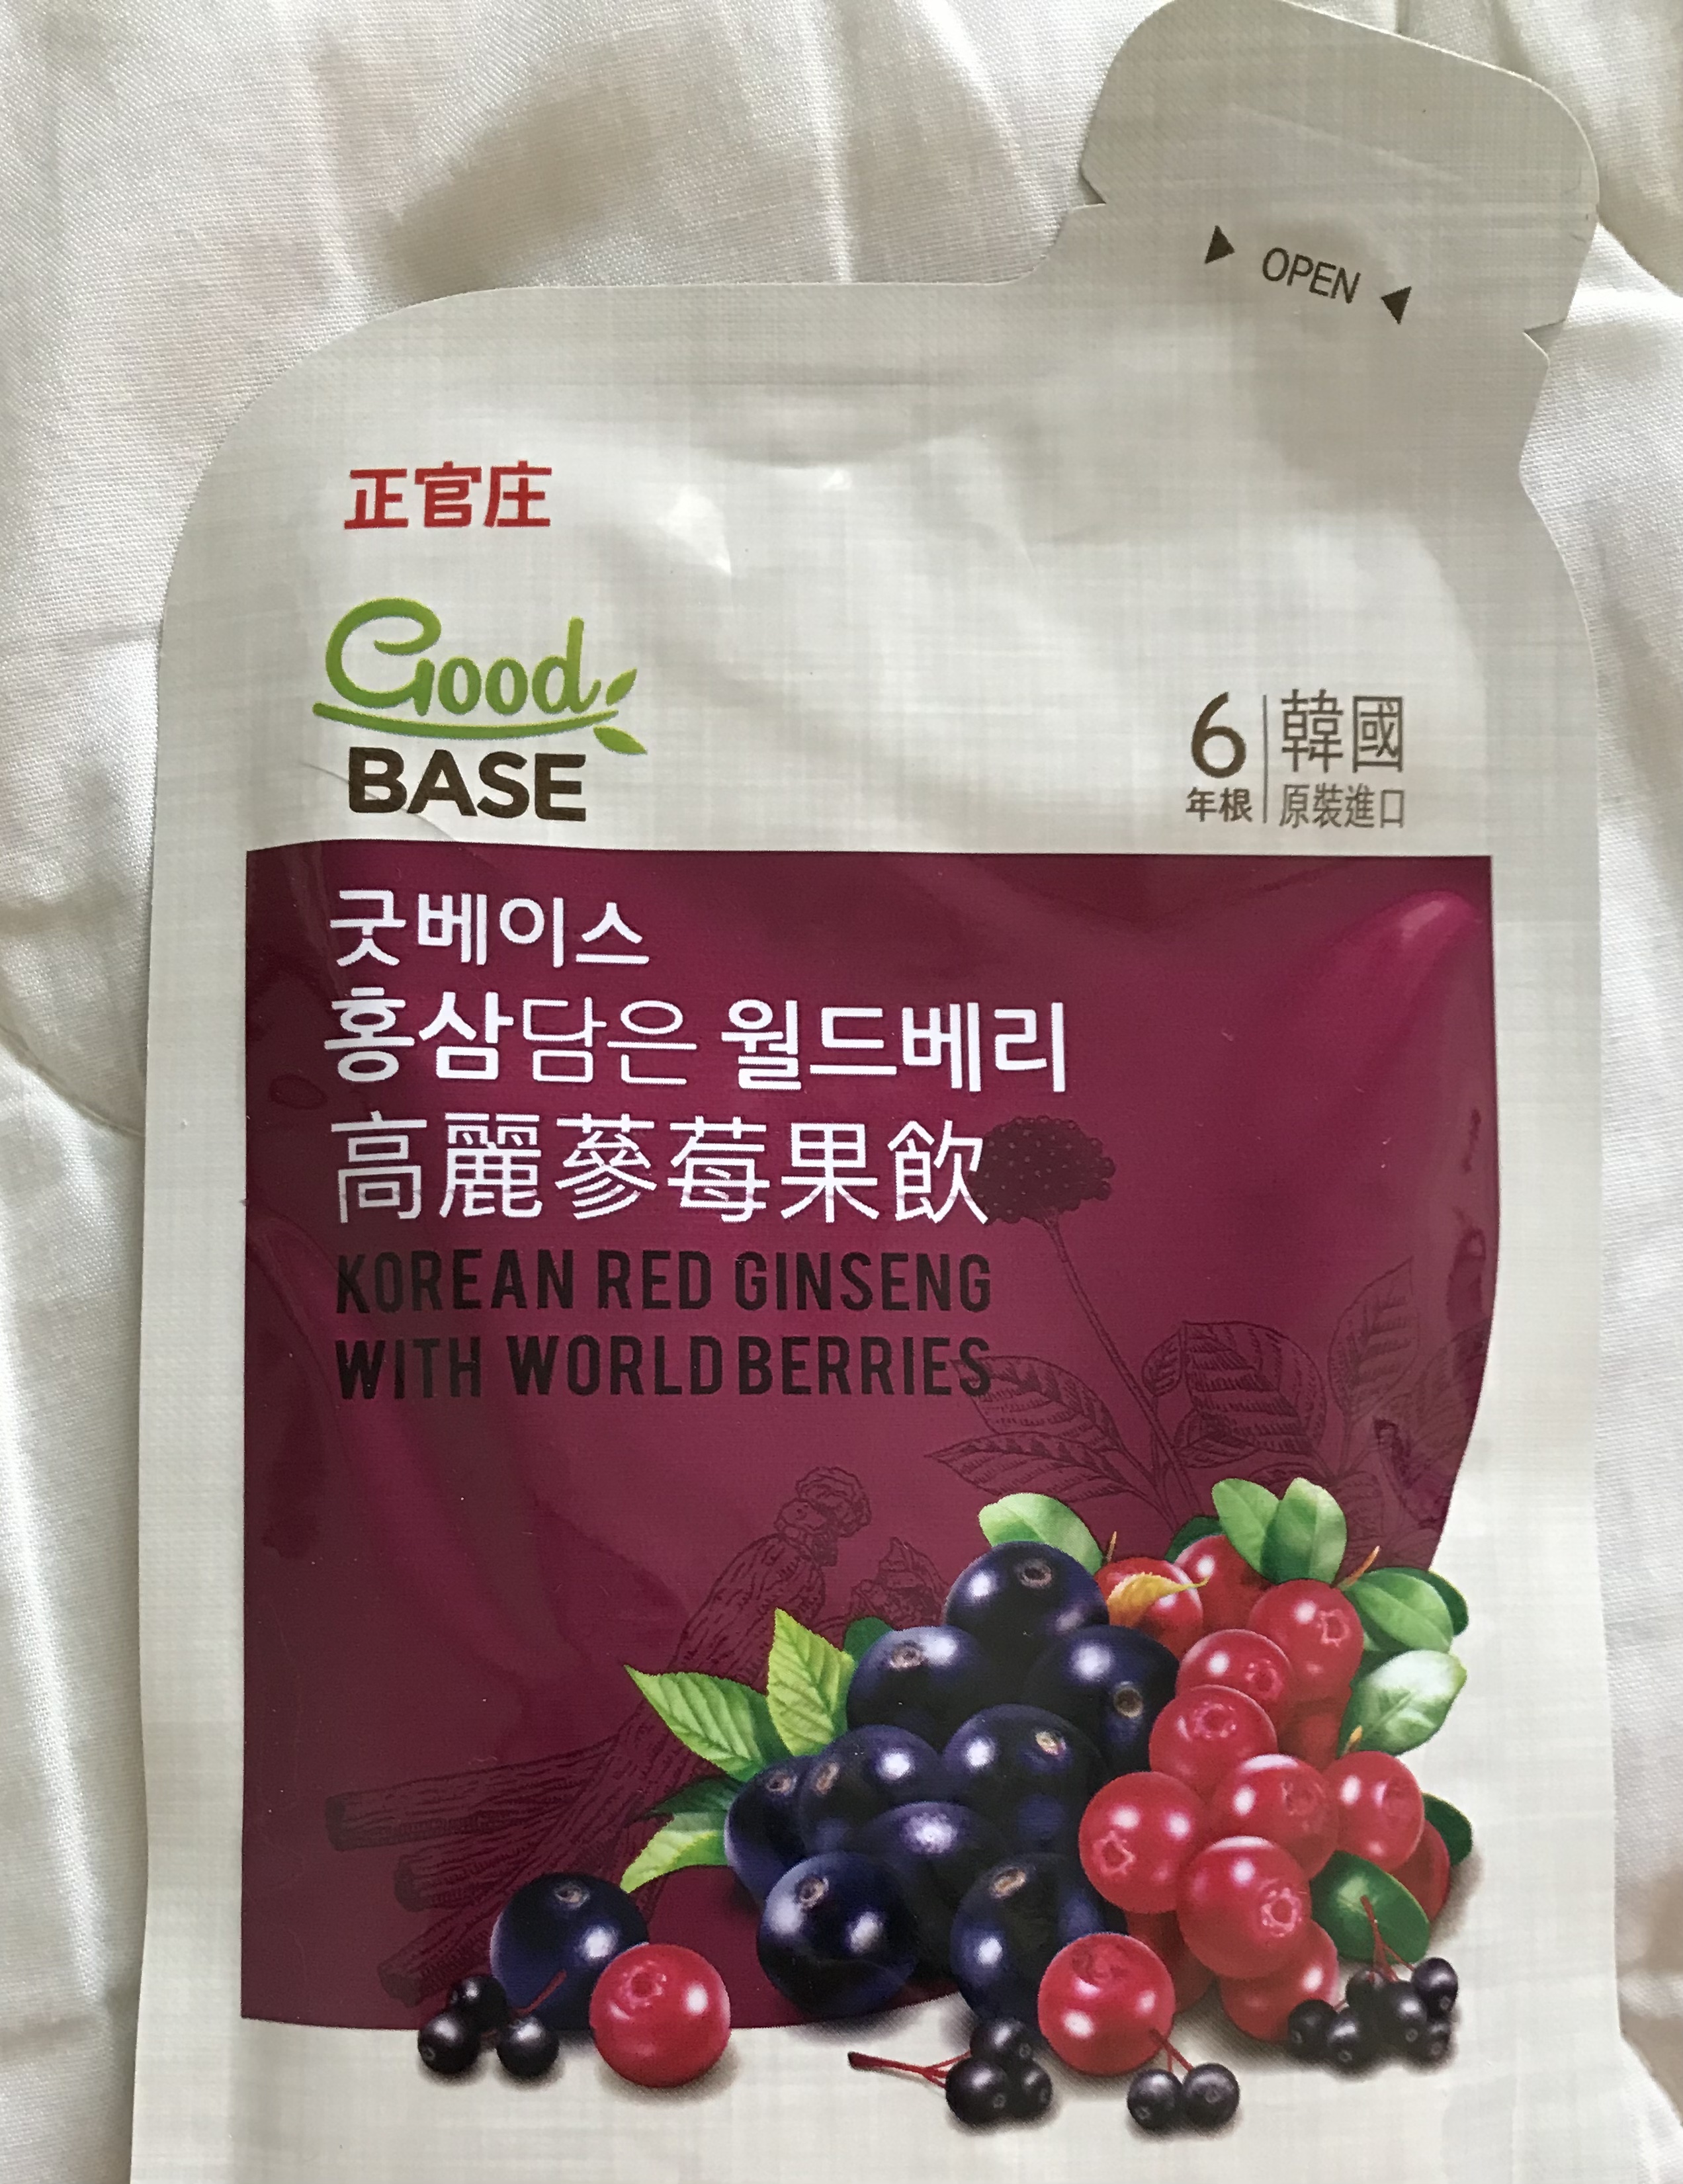 ▶ OPEN ◀
正官庄
Good
BASE
6
年根
韓國
原裝進口
굿베이스
홍삼담은 월드베리
高麗蔘莓果飲
KOREAN RED GINSENG
WITH WORLD BERRIES